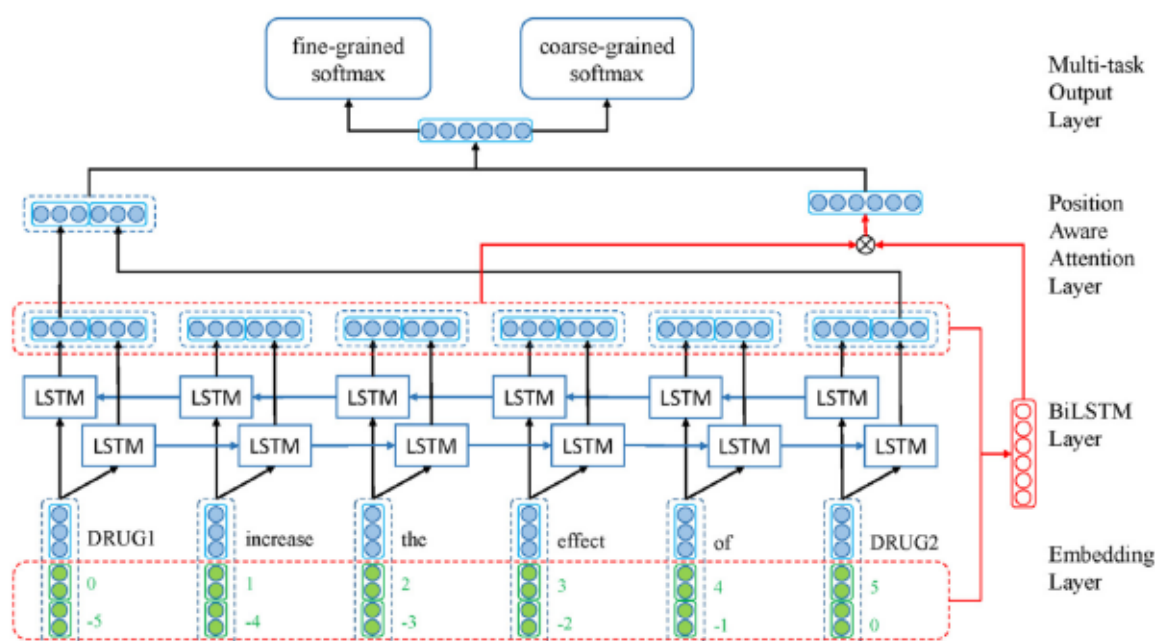 fine-grained
softmax
coarse-grained
softmax
Multi-task
Output
Layer
Position
Aware
Attention
Layer
LSTM LSTM LSTM LSTM LSTM LSTM
LSTM LSTM LSTM LSTM LSTM LSTM
BiLSTM
Layer
DRUG1 increase the effect of DRUG2
0 1 2 3 4 5
-5 -4 -3 -2 -1 0
Embedding
Layer